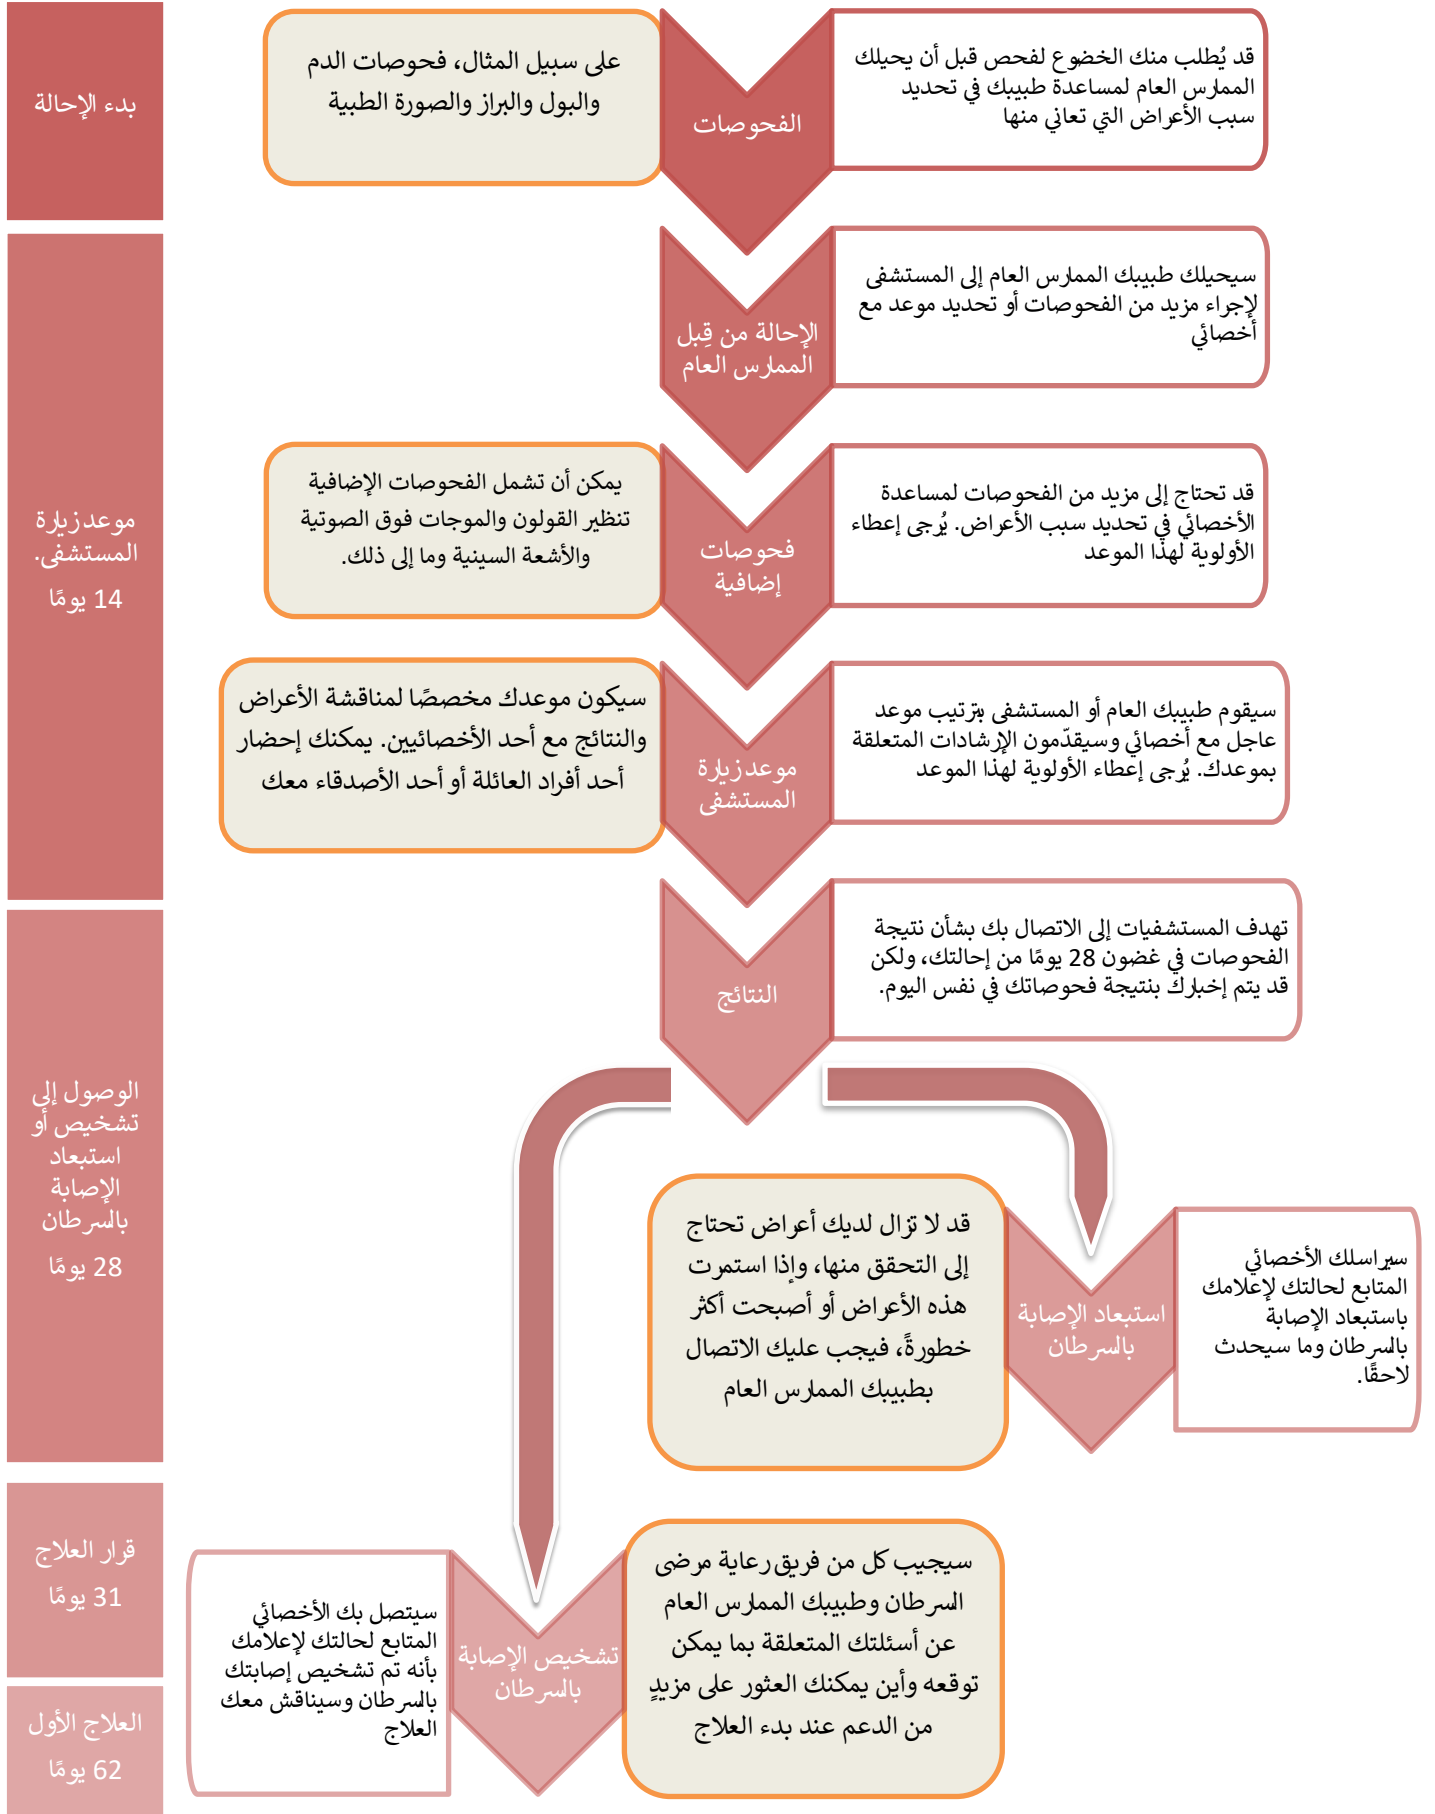 بدء الإحالة
قد يُطلب منك الخضوع لفحص قبل أن يحيلك
الممارس العام لمساعدة طبيبك في تحديد
سبب الأعراض التي تعاني منها
الفحوصات
على سبيل المثال، فحوصات الدم
والبول والبراز والصورة الطبية
سيحيلك طبيبك الممارس العام إلى المستشفى
لإجراء مزيد من الفحوصات أو تحديد موعد مع
أخصائي
الإحالة من قِبل
الممارس العام
موعد زيارة
المستشفى.
14 يومًا
قد تحتاج إلى مزيد من الفحوصات لمساعدة
الأخصائي في تحديد سبب الأعراض. يُرجى إعطاء
الأولوية لهذا الموعد
فحوصات
إضافية
يمكن أن تشمل الفحوصات الإضافية
تنظير القولون والموجات فوق الصوتية
والأشعة السينية وما إلى ذلك.
سيقوم طبيبك العام أو المستشفى بترتيب موعد
عاجل مع أخصائي وسيقدّمون الإرشادات المتعلقة
بموعدك. يُرجى إعطاء الأولوية لهذا الموعد
موعد زيارة
المستشفى
سيكون موعدك مخصصًا لمناقشة الأعراض
والنتائج مع أحد الأخصائيين. يمكنك إحضار
أحد أفراد العائلة أو أحد الأصدقاء معك
تهدف المستشفيات إلى الاتصال بك بشأن نتيجة
الفحوصات في غضون 28 يومًا من إحالتك، ولكن
قد يتم إخبارك بنتيجة فحوصاتك في نفس اليوم.
النتائج
الوصول إلى
تشخيص أو
استبعاد
الإصابة
بالسرطان
28 يومًا
سيراسلك الأخصائي
المتابع لحالتك لإعلامك
باستبعاد الإصابة
بالسرطان وما سيحدث
لاحقًا.
استبعاد الإصابة
بالسرطان
قد لا تزال لديك أعراض تحتاج
إلى التحقق منها، وإذا استمرت
هذه الأعراض أو أصبحت أكثر
خطورةً، فيجب عليك الاتصال
بطبيبك الممارس العام
قرار العلاج
31 يومًا
سيجيب كل من فريق رعاية مرضى
السرطان وطبيبك الممارس العام
عن أسئلتك المتعلقة بما يمكن
توقعه وأين يمكنك العثور على مزيدٍ
من الدعم عند بدء العلاج
تشخيص الإصابة
بالسرطان
سيتصل بك الأخصائي
المتابع لحالتك لإعلامك
بأنه تم تشخيص إصابتك
بالسرطان وسيناقش معك
العلاج
العلاج الأول
62 يومًا